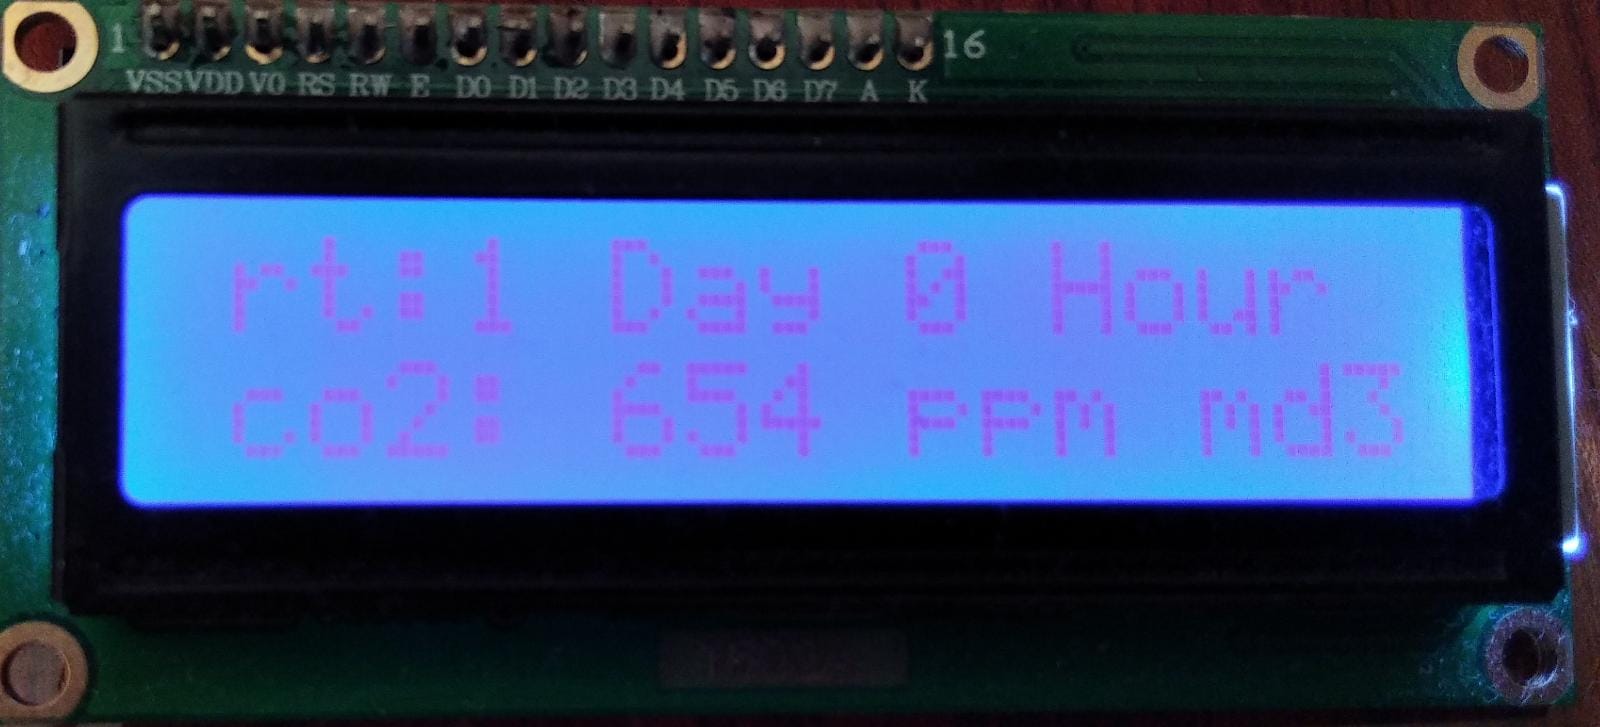 1 16
VSS VDD V0 RS RW E D0 D1 D2 D3 D4 D5 D6 D7 A K
rt:1 Day 0 Hour
co2: 654 ppm md3